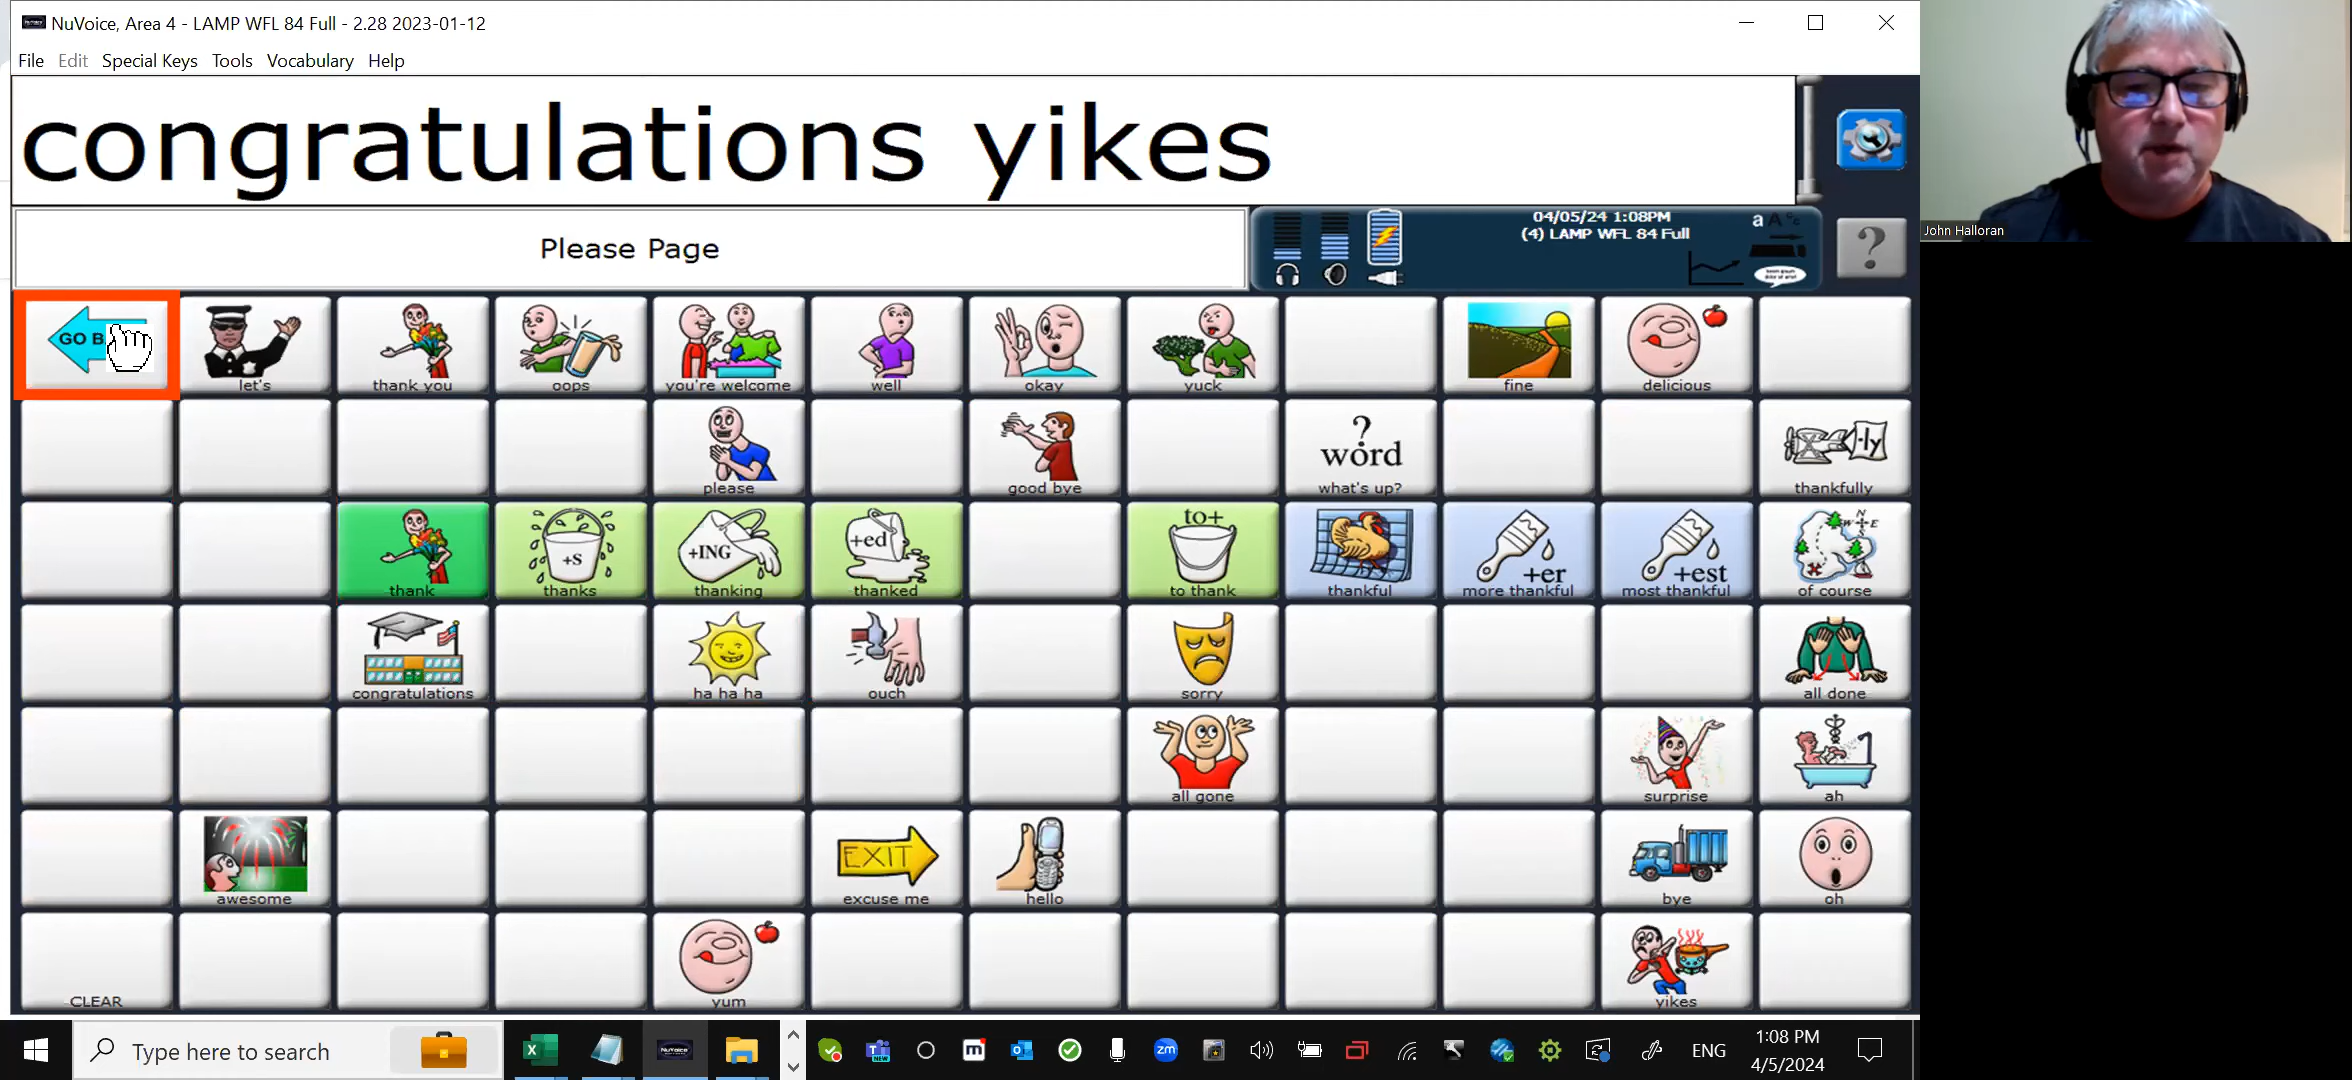 NuVoice, Area 4 - LAMP WFL 84 Full - 2.28 2023-01-12
File Edit Special Keys Tools Vocabulary Help
congratulations yikes
Please Page
04/05/24 1:08PM
(4) LAMP WFL 84 Full
John Halloran
GO B
let's thank you oops you're welcome well okay yuck fine delicious
? word -ly
please good bye what's up? thankfully
+s +ING +ed to+ +er +est N W E S
thank thanks thanking thanked to thank thankful more thankful most thankful of course
congratulations ha ha ha ouch sorry all done
all gone surprise ah
EXIT
awesome excuse me hello bye oh
CLEAR yum yikes
Type here to search
NuVoice
zm
ENG
1:08 PM
4/5/2024